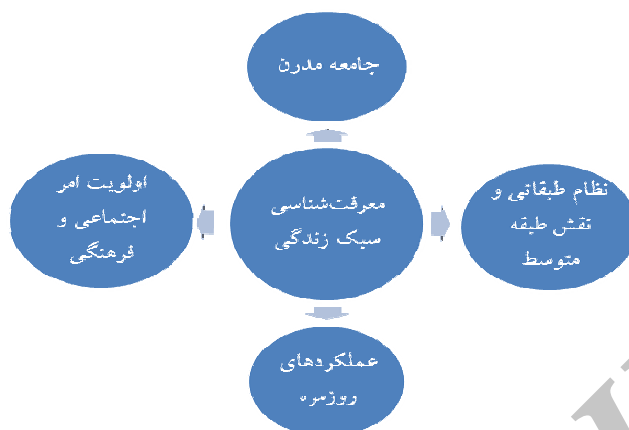 جامعه مدرن
اولویت امر
اجتماعی و
فرهنگی
معرفت‌شناسی
سبک زندگی
نظام طبقاتی و
نقش طبقه
متوسط
عملکردهای
روزمره